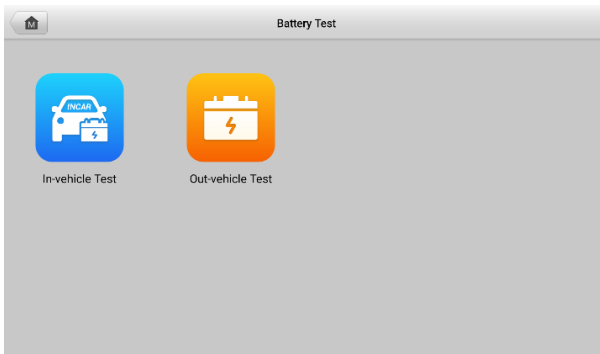 M
Battery Test
INCAR
In-vehicle Test
Out-vehicle Test